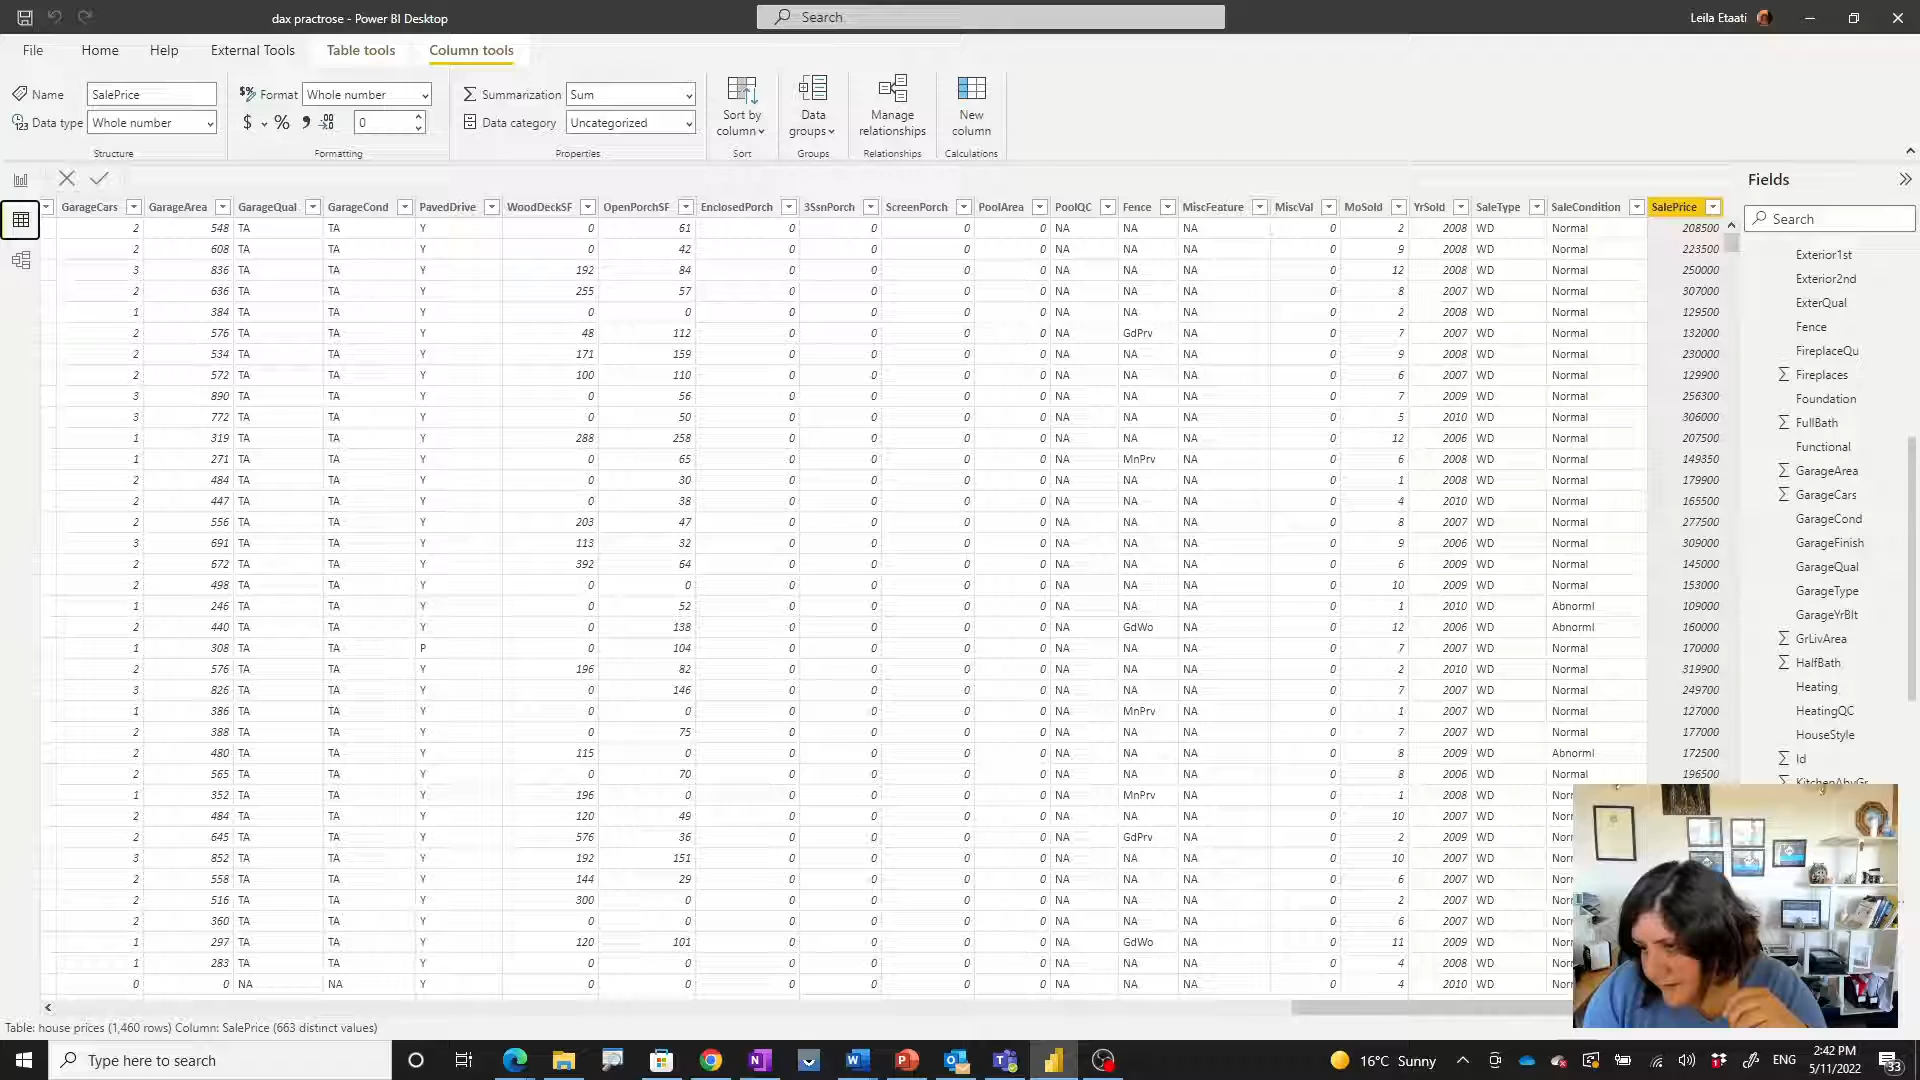 dax practrose - Power BI Desktop
Search
Leila Etaati
File Home Help External Tools Table tools Column tools
Name SalePrice $% Format Whole number Summarization Sum
Data type Whole number $ % 0 Data category Uncategorized
Sort by column Data groups Manage relationships New column
Structure Formatting Properties Sort Groups Relationships Calculations
GarageCars GarageArea GarageQual GarageCond PavedDrive WoodDeckSF OpenPorchSF EnclosedPorch 3SsnPorch ScreenPorch PoolArea PoolQC Fence MiscFeature MiscVal MoSold YrSold SaleType SaleCondition SalePrice
2 548 TA TA Y 0 61 0 0 0 0 NA NA NA 0 2 2008 WD Normal 208500
2 608 TA TA Y 0 42 0 0 0 0 NA NA NA 0 9 2008 WD Normal 223500
3 836 TA TA Y 192 84 0 0 0 0 NA NA NA 0 12 2008 WD Normal 250000
2 636 TA TA Y 255 57 0 0 0 0 NA NA NA 0 8 2007 WD Normal 307000
1 384 TA TA Y 0 0 0 0 0 0 NA NA NA 0 2 2008 WD Normal 129500
2 576 TA TA Y 48 112 0 0 0 0 NA GdPrv NA 0 7 2007 WD Normal 132000
2 534 TA TA Y 171 159 0 0 0 0 NA NA NA 0 9 2008 WD Normal 230000
2 572 TA TA Y 100 110 0 0 0 0 NA NA NA 0 6 2007 WD Normal 129900
3 890 TA TA Y 0 56 0 0 0 0 NA NA NA 0 7 2009 WD Normal 256300
3 772 TA TA Y 0 50 0 0 0 0 NA NA NA 0 5 2010 WD Normal 306000
1 319 TA TA Y 288 258 0 0 0 0 NA NA NA 0 12 2006 WD Normal 207500
1 271 TA TA Y 0 65 0 0 0 0 NA MnPrv NA 0 6 2008 WD Normal 149350
2 484 TA TA Y 0 30 0 0 0 0 NA NA NA 0 1 2008 WD Normal 179900
2 447 TA TA Y 0 38 0 0 0 0 NA NA NA 0 4 2010 WD Normal 165500
2 556 TA TA Y 203 47 0 0 0 0 NA NA NA 0 8 2007 WD Normal 277500
3 691 TA TA Y 113 32 0 0 0 0 NA NA NA 0 9 2006 WD Normal 309000
2 672 TA TA Y 392 64 0 0 0 0 NA NA NA 0 6 2009 WD Normal 145000
2 498 TA TA Y 0 0 0 0 0 0 NA NA NA 0 10 2009 WD Normal 153000
1 246 TA TA Y 0 52 0 0 0 0 NA NA NA 0 1 2010 WD Abnorml 109000
2 440 TA TA Y 0 138 0 0 0 0 NA GdWo NA 0 12 2006 WD Abnorml 160000
1 308 TA TA P 0 104 0 0 0 0 NA NA NA 0 7 2007 WD Normal 170000
2 576 TA TA Y 196 82 0 0 0 0 NA NA NA 0 2 2010 WD Normal 319900
3 826 TA TA Y 0 146 0 0 0 0 NA NA NA 0 7 2007 WD Normal 249700
1 386 TA TA Y 0 0 0 0 0 0 NA MnPrv NA 0 1 2007 WD Normal 127000
2 388 TA TA Y 0 75 0 0 0 0 NA NA NA 0 7 2007 WD Normal 177000
2 480 TA TA Y 115 0 0 0 0 0 NA NA NA 0 8 2009 WD Abnorml 172500
2 565 TA TA Y 0 70 0 0 0 0 NA NA NA 0 8 2006 WD Normal 196500
1 352 TA TA Y 196 0 0 0 0 0 NA MnPrv NA 0 1 2008 WD Nor
2 484 TA TA Y 120 49 0 0 0 0 NA NA NA 0 10 2007 WD Nor
2 645 TA TA Y 576 36 0 0 0 0 NA GdPrv NA 0 2 2009 WD Nor
3 852 TA TA Y 192 151 0 0 0 0 NA NA NA 0 10 2007 WD Nor
2 558 TA TA Y 144 29 0 0 0 0 NA NA NA 0 6 2007 WD Nor
2 516 TA TA Y 300 0 0 0 0 0 NA NA NA 0 2 2007 WD Nor
2 360 TA TA Y 0 0 0 0 0 0 NA NA NA 0 6 2007 WD Nor
1 297 TA TA Y 120 101 0 0 0 0 NA GdWo NA 0 11 2009 WD Nor
1 283 TA TA Y 0 0 0 0 0 0 NA NA NA 0 4 2008 WD Nor
0 0 NA NA Y 0 0 0 0 0 0 NA NA NA 0 4 2010 WD Nor
Fields
Search
Exterior1st
Exterior2nd
ExterQual
Fence
FireplaceQu
Fireplaces
Foundation
FullBath
Functional
GarageArea
GarageCars
GarageCond
GarageFinish
GarageQual
GarageType
GarageYrBlt
GrLivArea
HalfBath
Heating
HeatingQC
HouseStyle
Id
KitchenAbvGr
Table: house prices (1,460 rows) Column: SalePrice (663 distinct values)
Type here to search
16°C Sunny
ENG
2:42 PM
5/11/2022
33